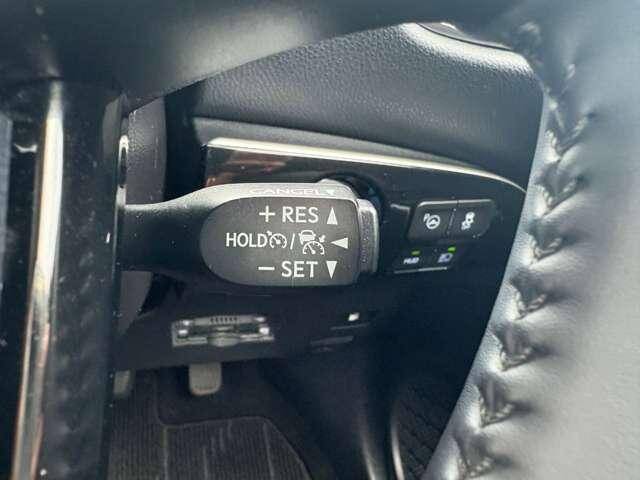 CANCEL▼
+ RES ▲
HOLD / ◄
− SET ▼
HUD